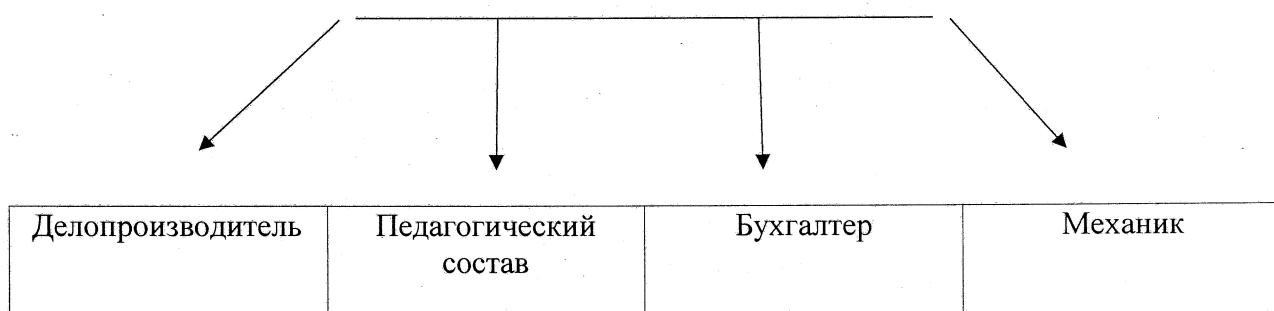 Делопроизводитель
Педагогический
состав
Бухгалтер
Механик